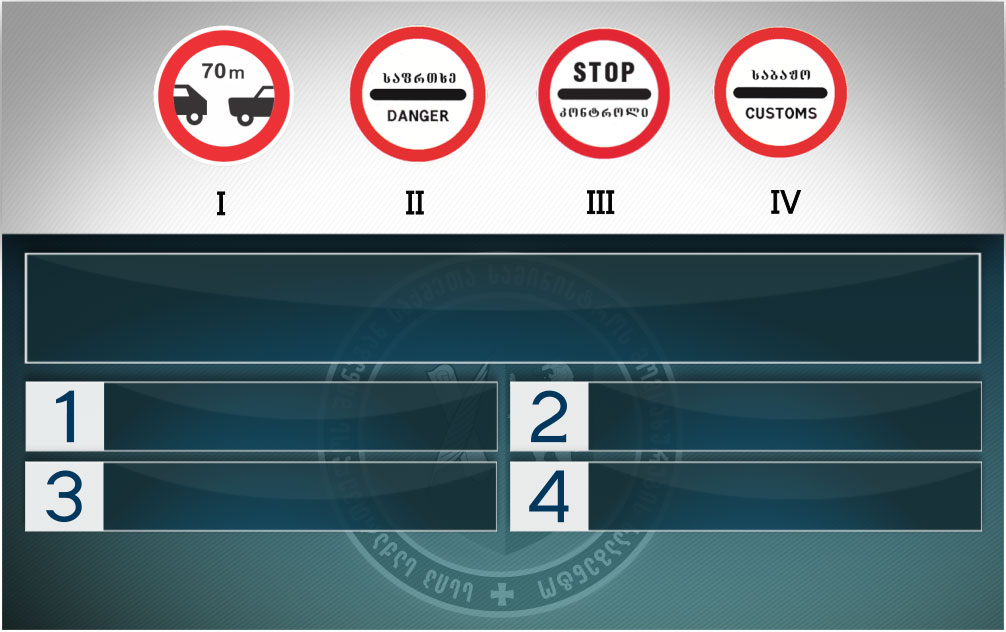 70m
საფრთხე
DANGER
STOP
კონტროლი
საბაჟო
CUSTOMS
I
II
III
IV
1
2
3
4